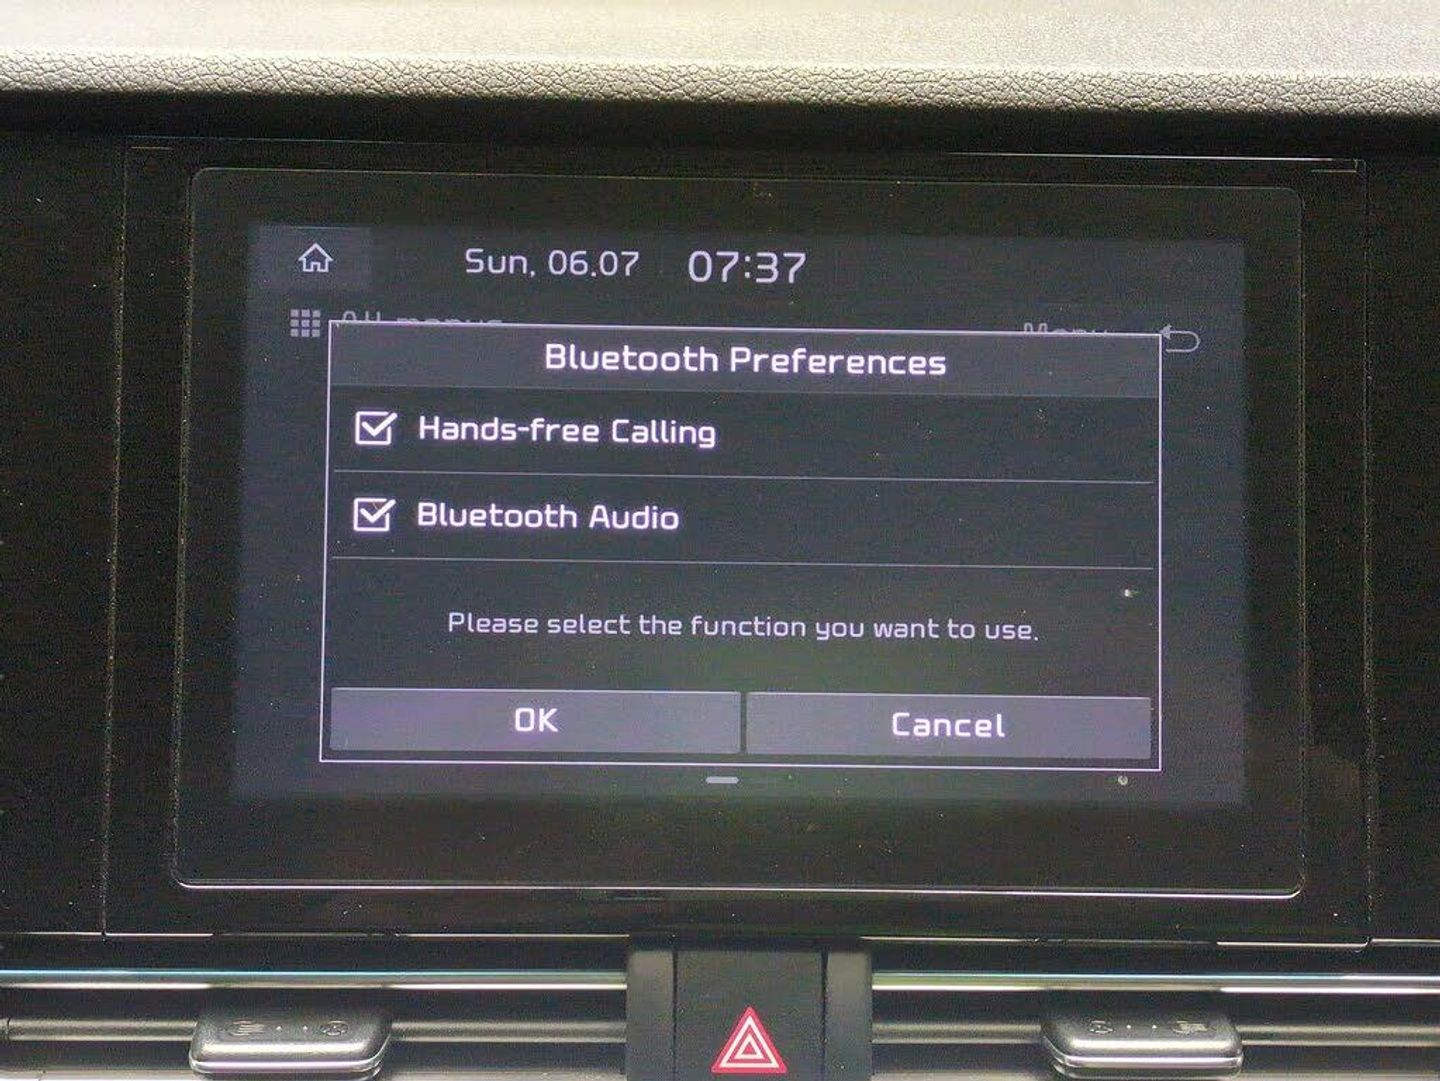 Sun, 06.07 07:37
Bluetooth Preferences
Hands-free Calling
Bluetooth Audio
Please select the function you want to use.
OK
Cancel